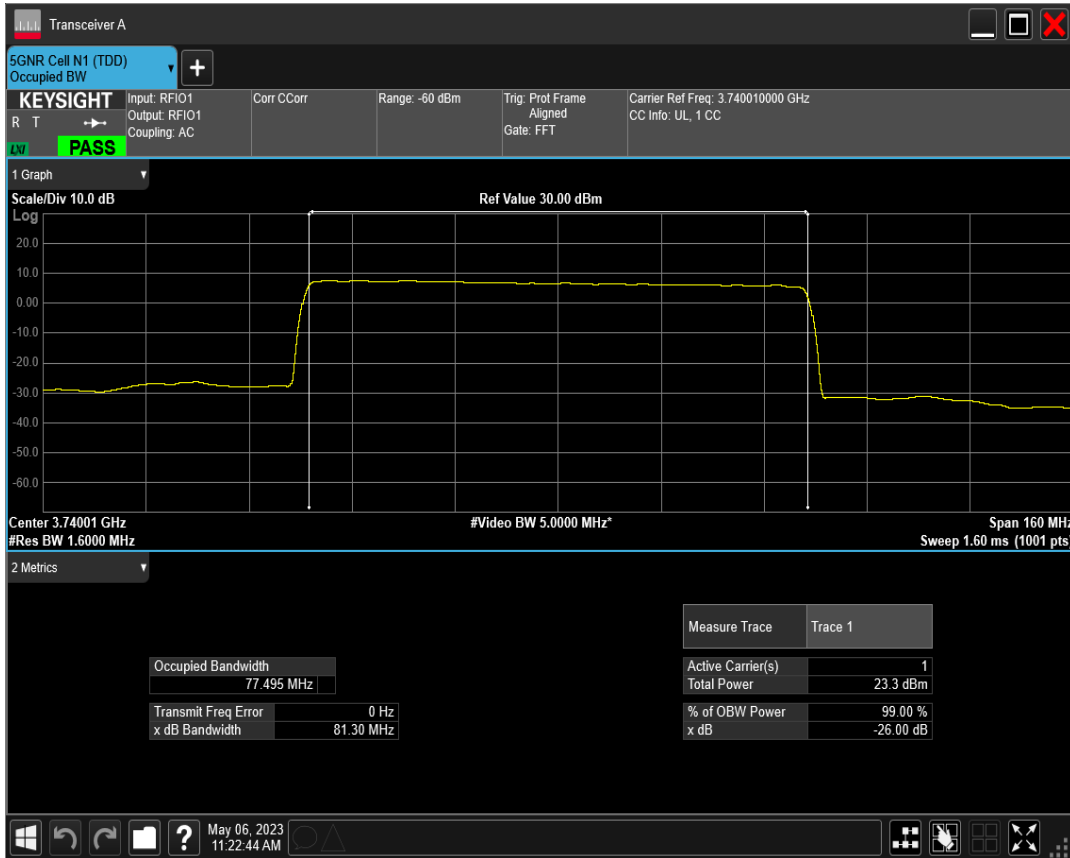 Transceiver A
5GNR Cell N1 (TDD)
Occupied BW
+
KEYSIGHT
R T
LXI
PASS
Input: RFIO1
Output: RFIO1
Coupling: AC
Corr CCorr
Range: -60 dBm
Trig: Prot Frame
Aligned
Gate: FFT
Carrier Ref Freq: 3.740010000 GHz
CC Info: UL, 1 CC
1 Graph
Scale/Div 10.0 dB
Ref Value 30.00 dBm
Log
20.0
10.0
0.00
-10.0
-20.0
-30.0
-40.0
-50.0
-60.0
Center 3.74001 GHz
#Video BW 5.0000 MHz*
Span 160 MHz
#Res BW 1.6000 MHz
Sweep 1.60 ms (1001 pts)
2 Metrics
Measure Trace Trace 1
Occupied Bandwidth
77.495 MHz
Transmit Freq Error 0 Hz
x dB Bandwidth 81.30 MHz
Active Carrier(s) 1
Total Power 23.3 dBm
% of OBW Power 99.00 %
x dB -26.00 dB
?
May 06, 2023
11:22:44 AM